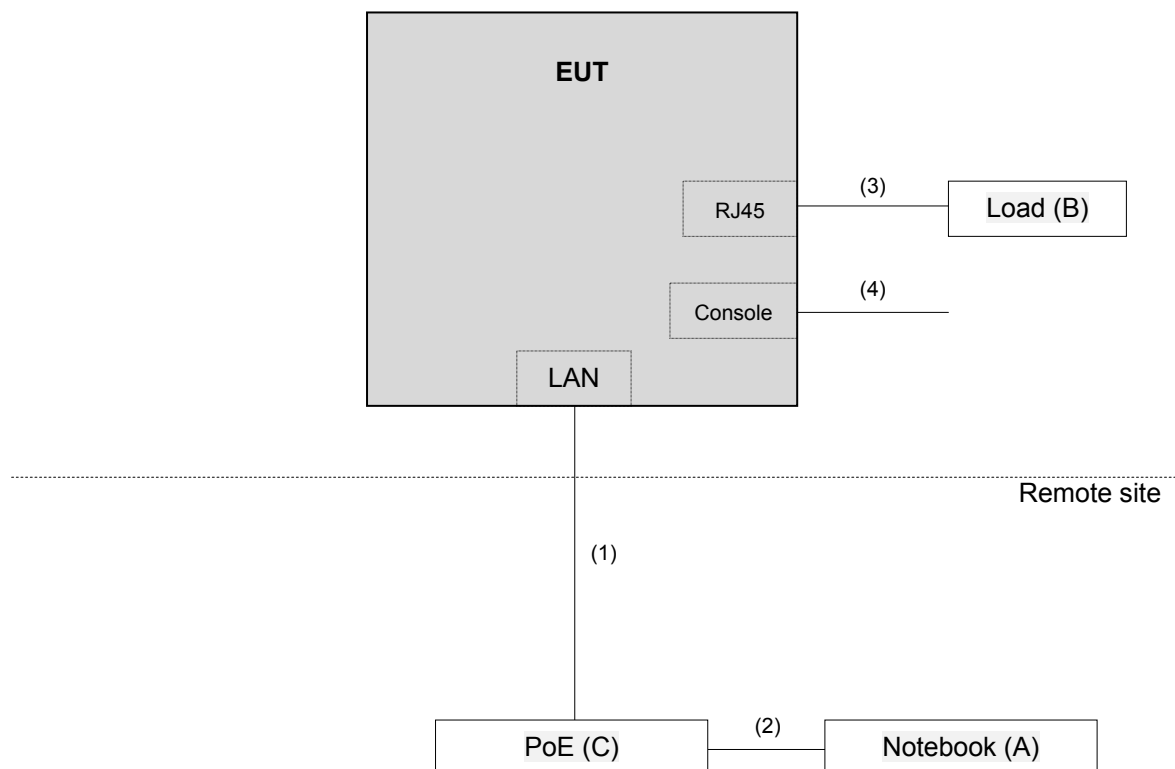 EUT
(3)
RJ45
Load (B)
(4)
Console
LAN
Remote site
(1)
(2)
PoE (C)
Notebook (A)